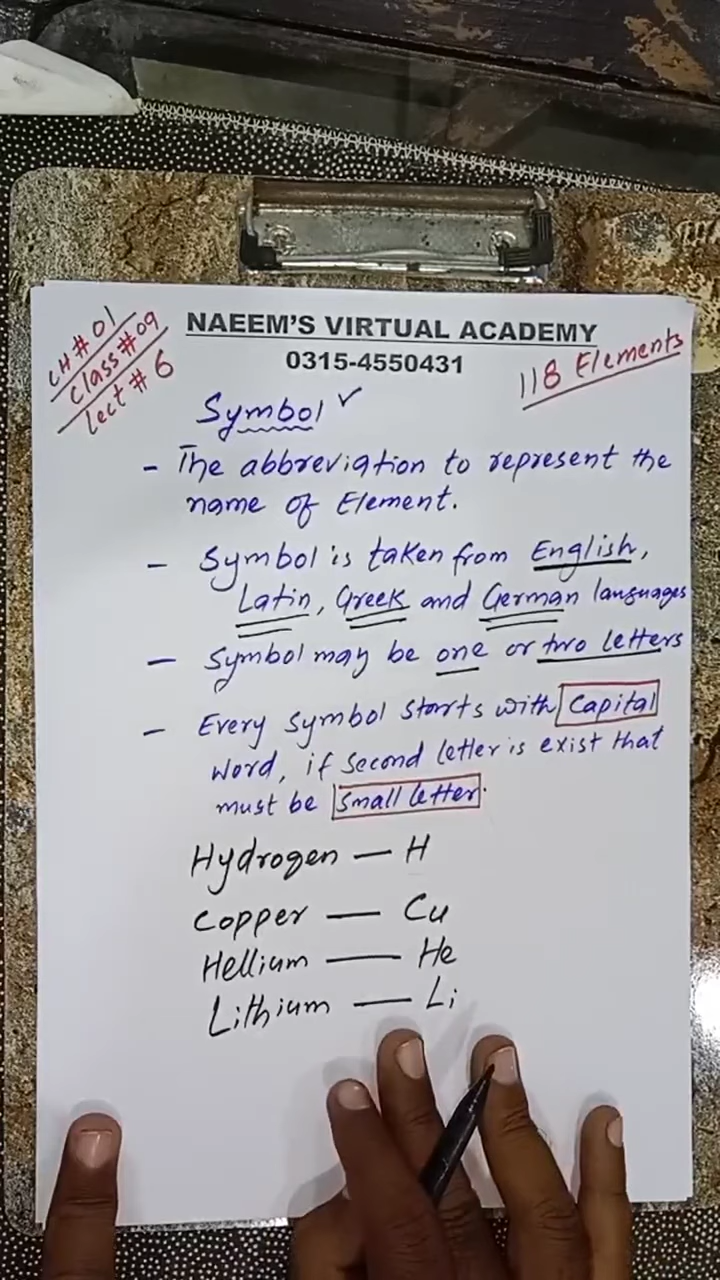 CH # 01
Class # 09
Lect # 6
NAEEM'S VIRTUAL ACADEMY
0315-4550431
118 Elements
Symbol ✓
- The abbreviation to represent the
name of Element.
- Symbol is taken from English,
Latin, Greek and German languages
- Symbol may be one or two letters
- Every symbol starts with Capital
word, if second letter is exist that
must be small letter.
Hydrogen — H
Copper — Cu
Hellium — He
Lithium — Li